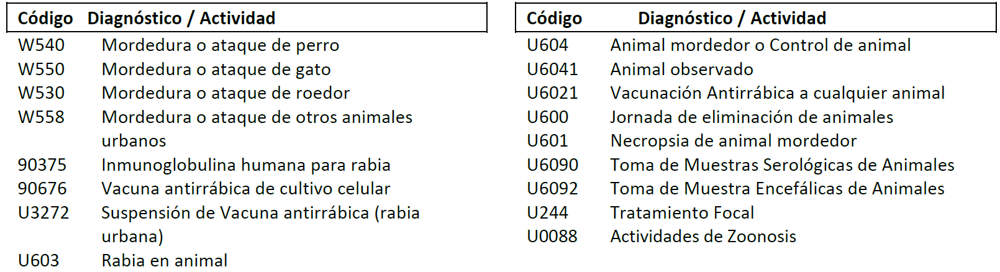 Código Diagnóstico / Actividad
W540 Mordedura o ataque de perro
W550 Mordedura o ataque de gato
W530 Mordedura o ataque de roedor
W558 Mordedura o ataque de otros animales
urbanos
90375 Inmunoglobulina humana para rabia
90676 Vacuna antirrábica de cultivo celular
U3272 Suspensión de Vacuna antirrábica (rabia
urbana)
U603 Rabia en animal
Código Diagnóstico / Actividad
U604 Animal mordedor o Control de animal
U6041 Animal observado
U6021 Vacunación Antirrábica a cualquier animal
U600 Jornada de eliminación de animales
U601 Necropsia de animal mordedor
U6090 Toma de Muestras Serológicas de Animales
U6092 Toma de Muestra Encefálicas de Animales
U244 Tratamiento Focal
U0088 Actividades de Zoonosis